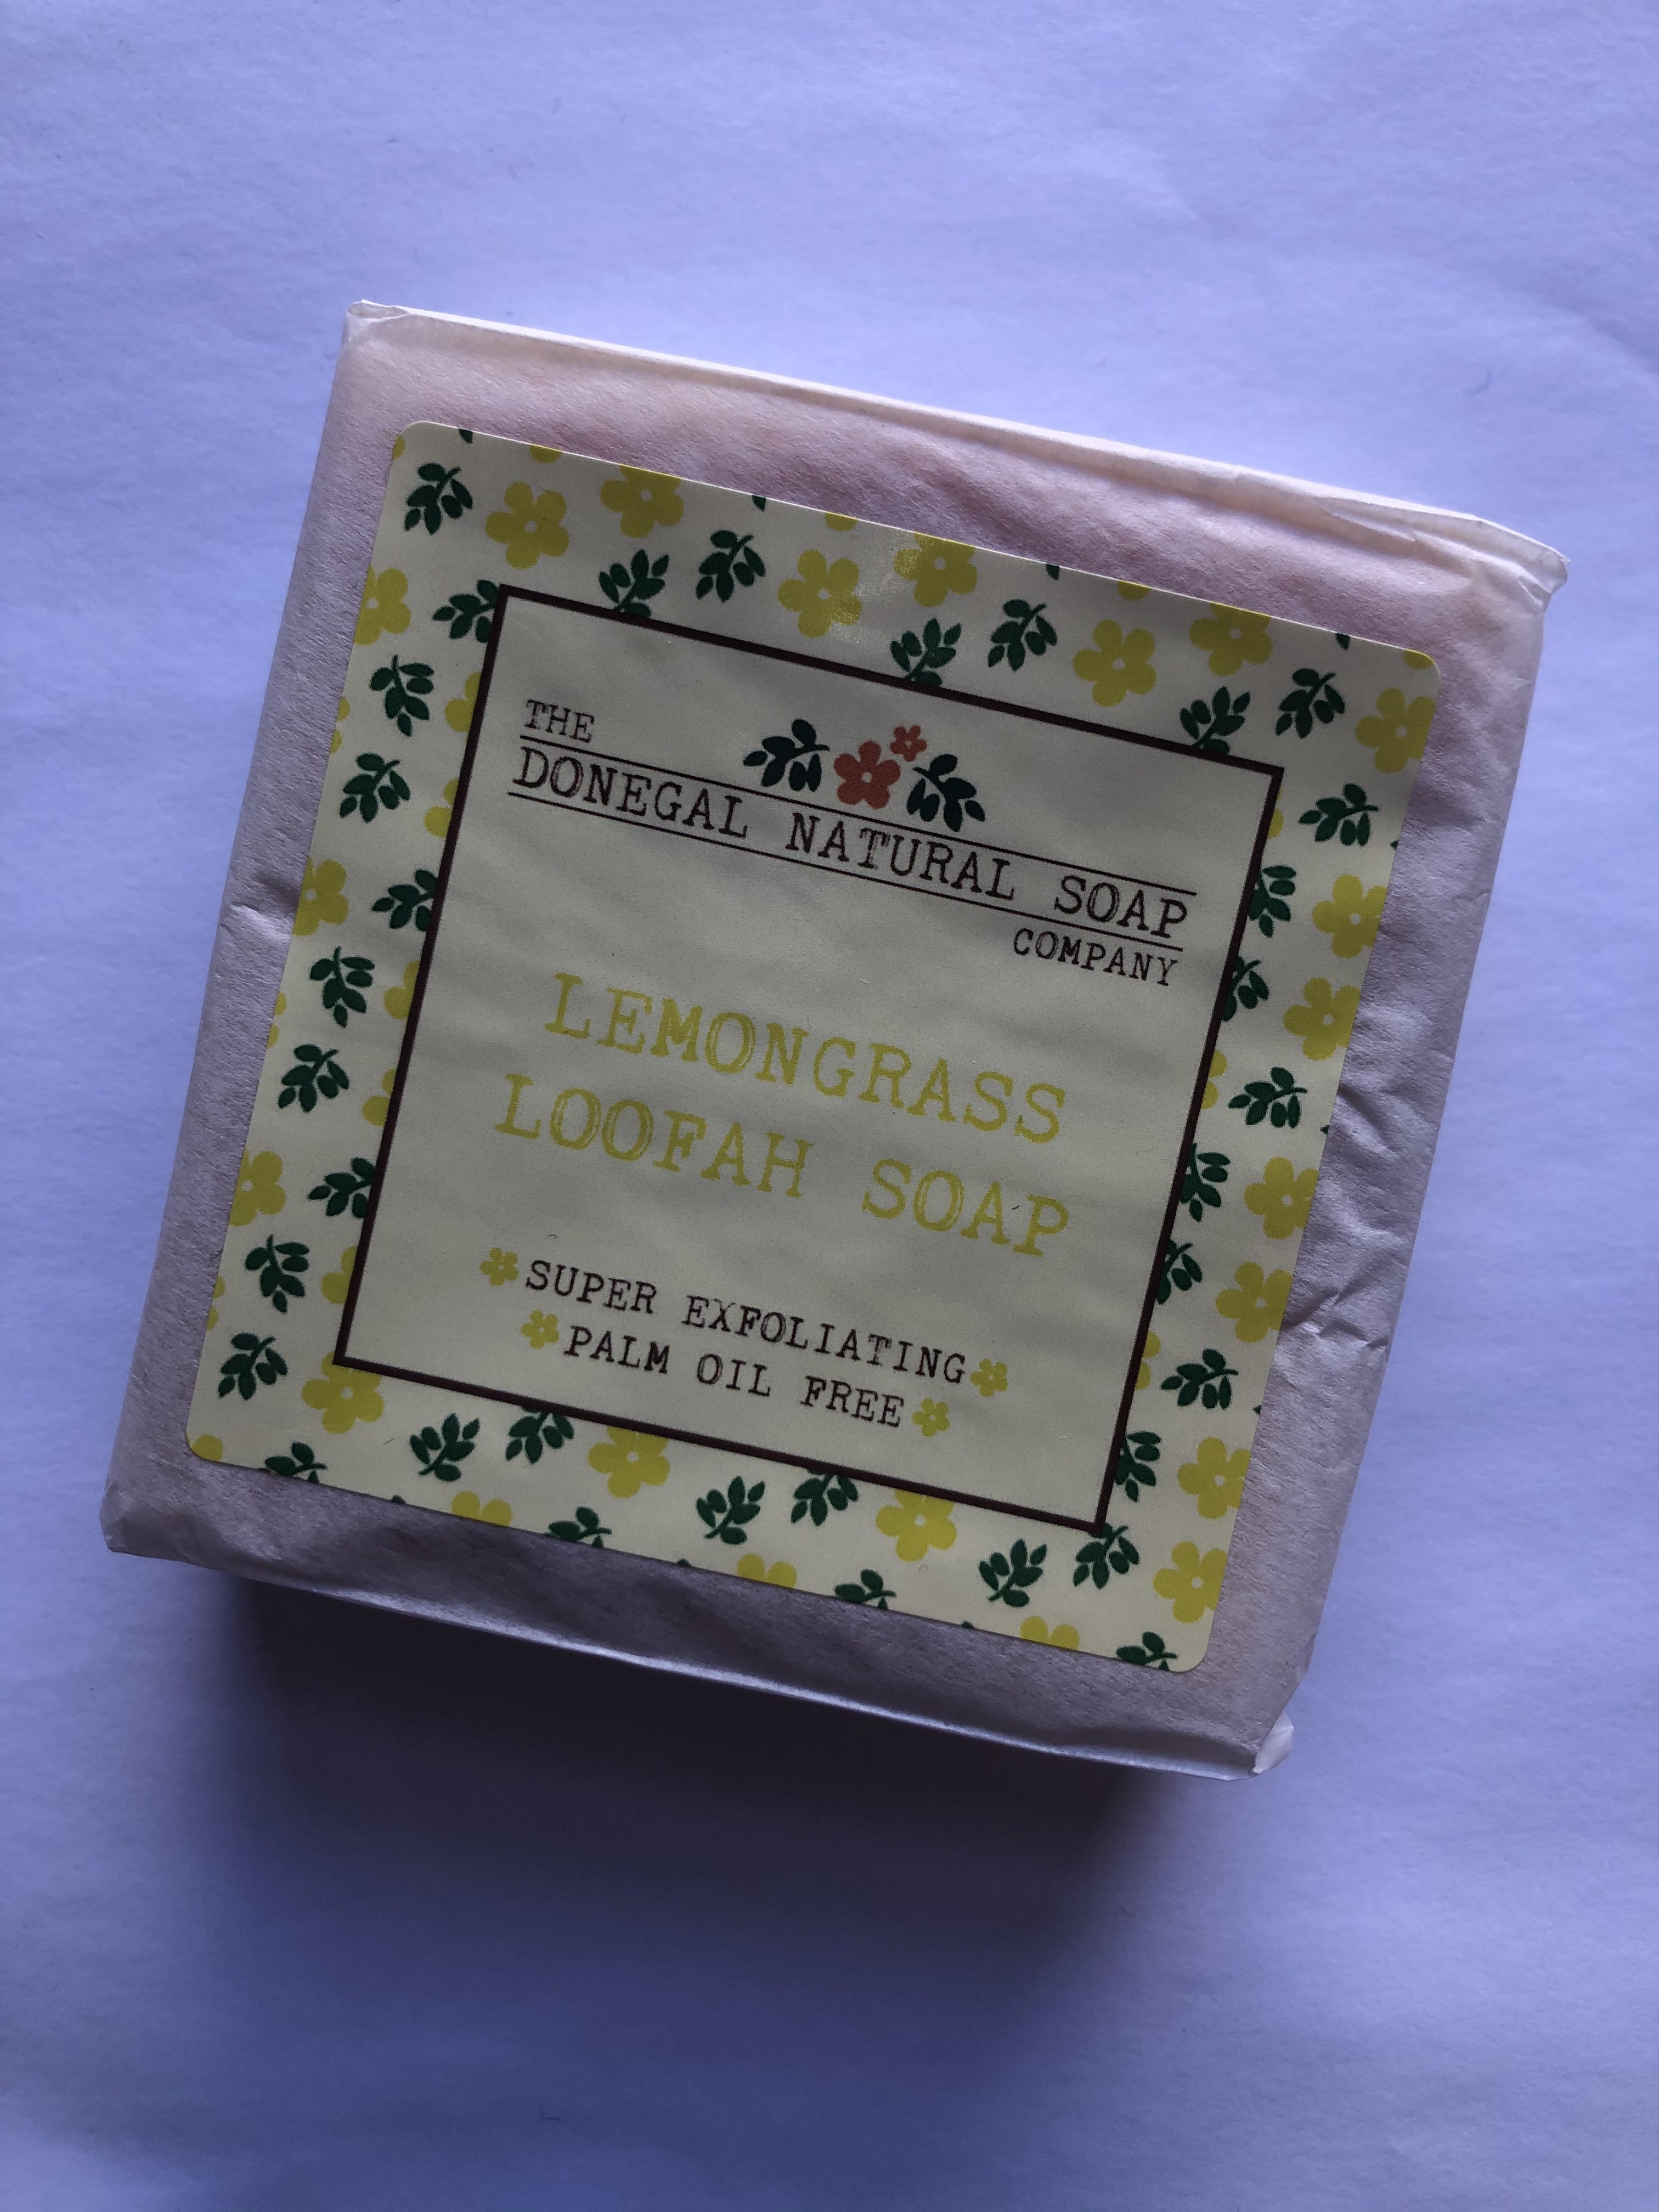 THE
DONEGAL NATURAL SOAP
COMPANY
LEMONGRASS
LOOFAH SOAP
SUPER EXFOLIATING
PALM OIL FREE